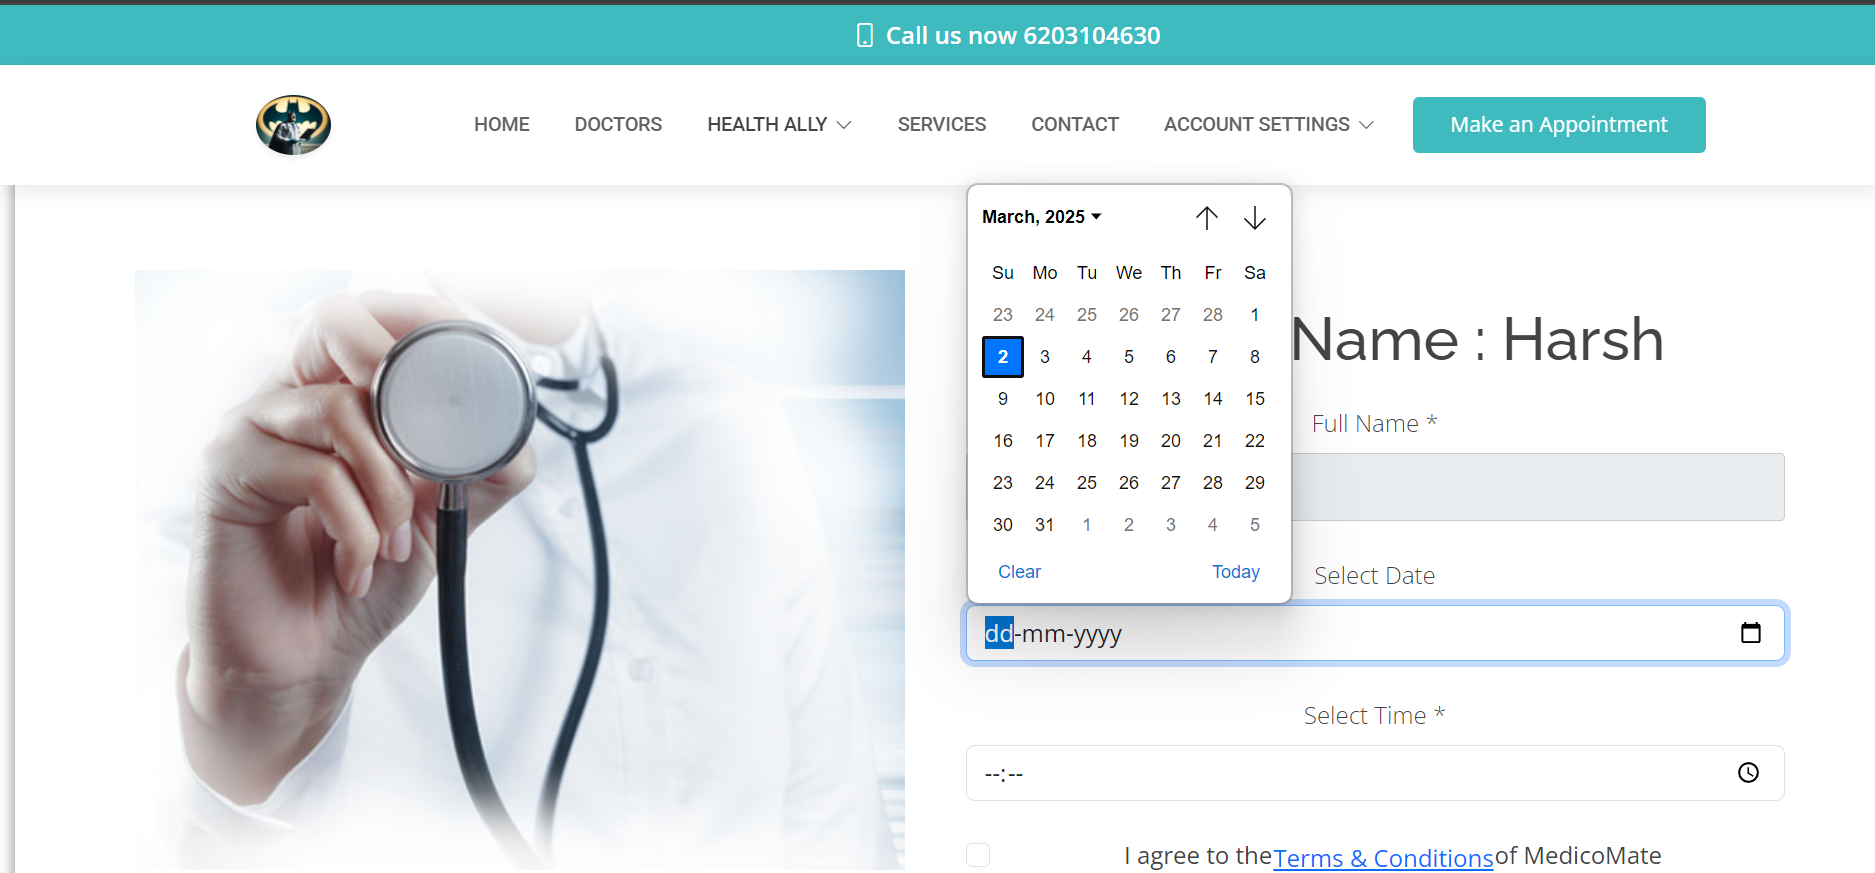 Call us now 6203104630
HOME DOCTORS HEALTH ALLY SERVICES CONTACT ACCOUNT SETTINGS Make an Appointment
March, 2025
Su Mo Tu We Th Fr Sa
23 24 25 26 27 28 1
2 3 4 5 6 7 8
9 10 11 12 13 14 15
16 17 18 19 20 21 22
23 24 25 26 27 28 29
30 31 1 2 3 4 5
Clear Today
Name : Harsh
Full Name *
Select Date
dd-mm-yyyy
Select Time *
--:--
I agree to the Terms & Conditions of MedicoMate